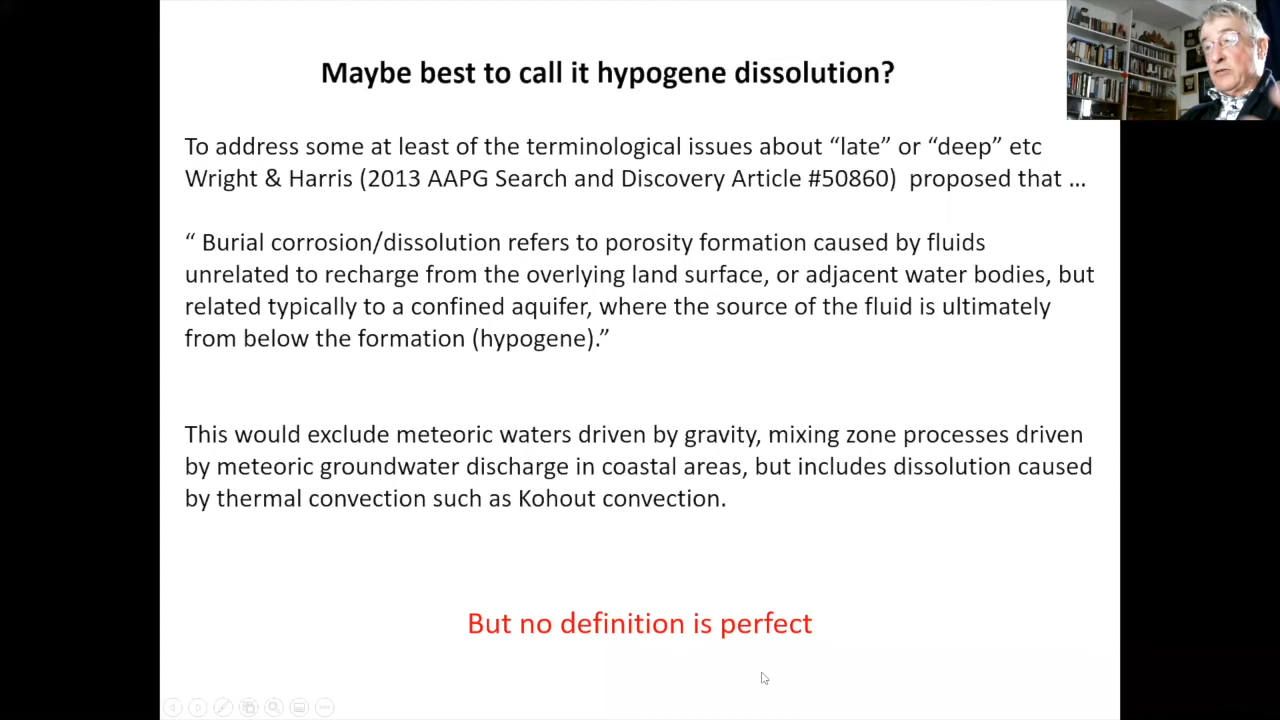 Maybe best to call it hypogene dissolution?
To address some at least of the terminological issues about “late” or “deep” etc
Wright & Harris (2013 AAPG Search and Discovery Article #50860)  proposed that …
“ Burial corrosion/dissolution refers to porosity formation caused by fluids
unrelated to recharge from the overlying land surface, or adjacent water bodies, but
related typically to a confined aquifer, where the source of the fluid is ultimately
from below the formation (hypogene).”
This would exclude meteoric waters driven by gravity, mixing zone processes driven
by meteoric groundwater discharge in coastal areas, but includes dissolution caused
by thermal convection such as Kohout convection.
But no definition is perfect